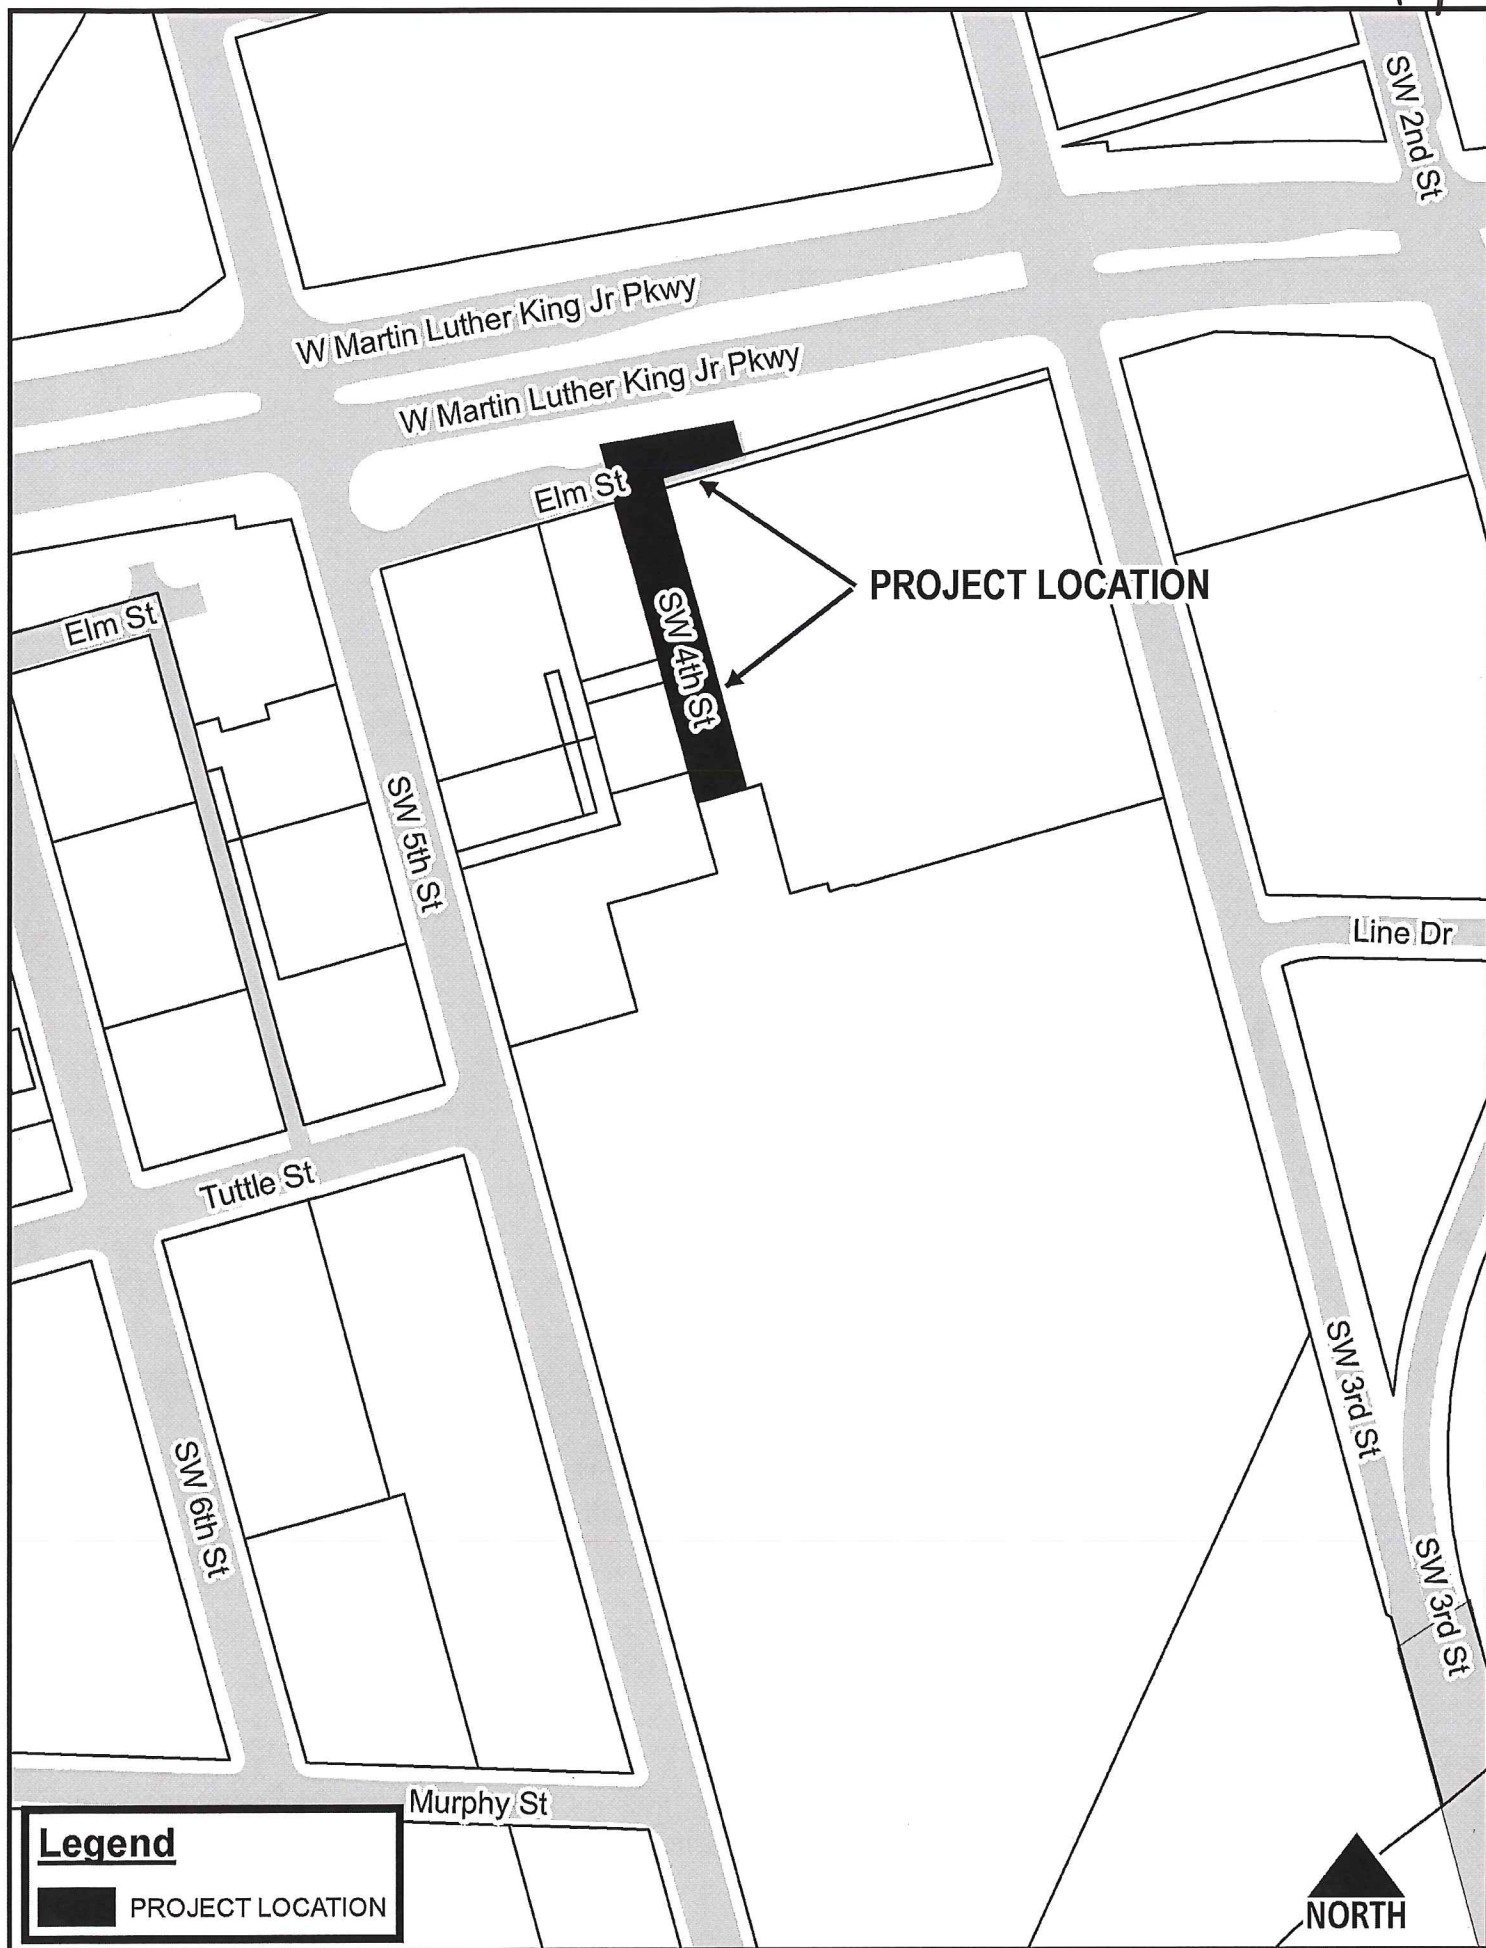 SW 2nd St
W Martin Luther King Jr Pkwy
W Martin Luther King Jr Pkwy
Elm St
PROJECT LOCATION
SW 4th St
Elm St
SW 5th St
Line Dr
Tuttle St
SW 3rd St
SW 6th St
SW 3rd St
Murphy St
Legend
PROJECT LOCATION
NORTH